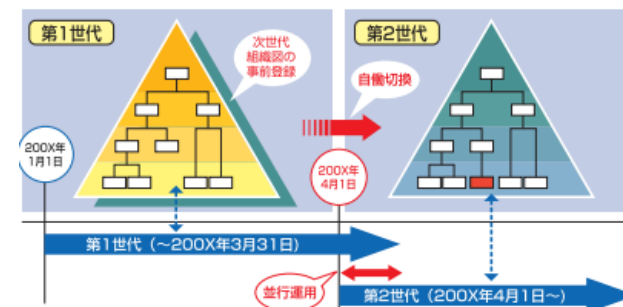 第1世代
次世代
組織図の
事前登録
第2世代
自働切換
200X年
1月1日
200X年
4月1日
第1世代（～200X年3月31日）
並行運用
第2世代（200X年4月1日～）